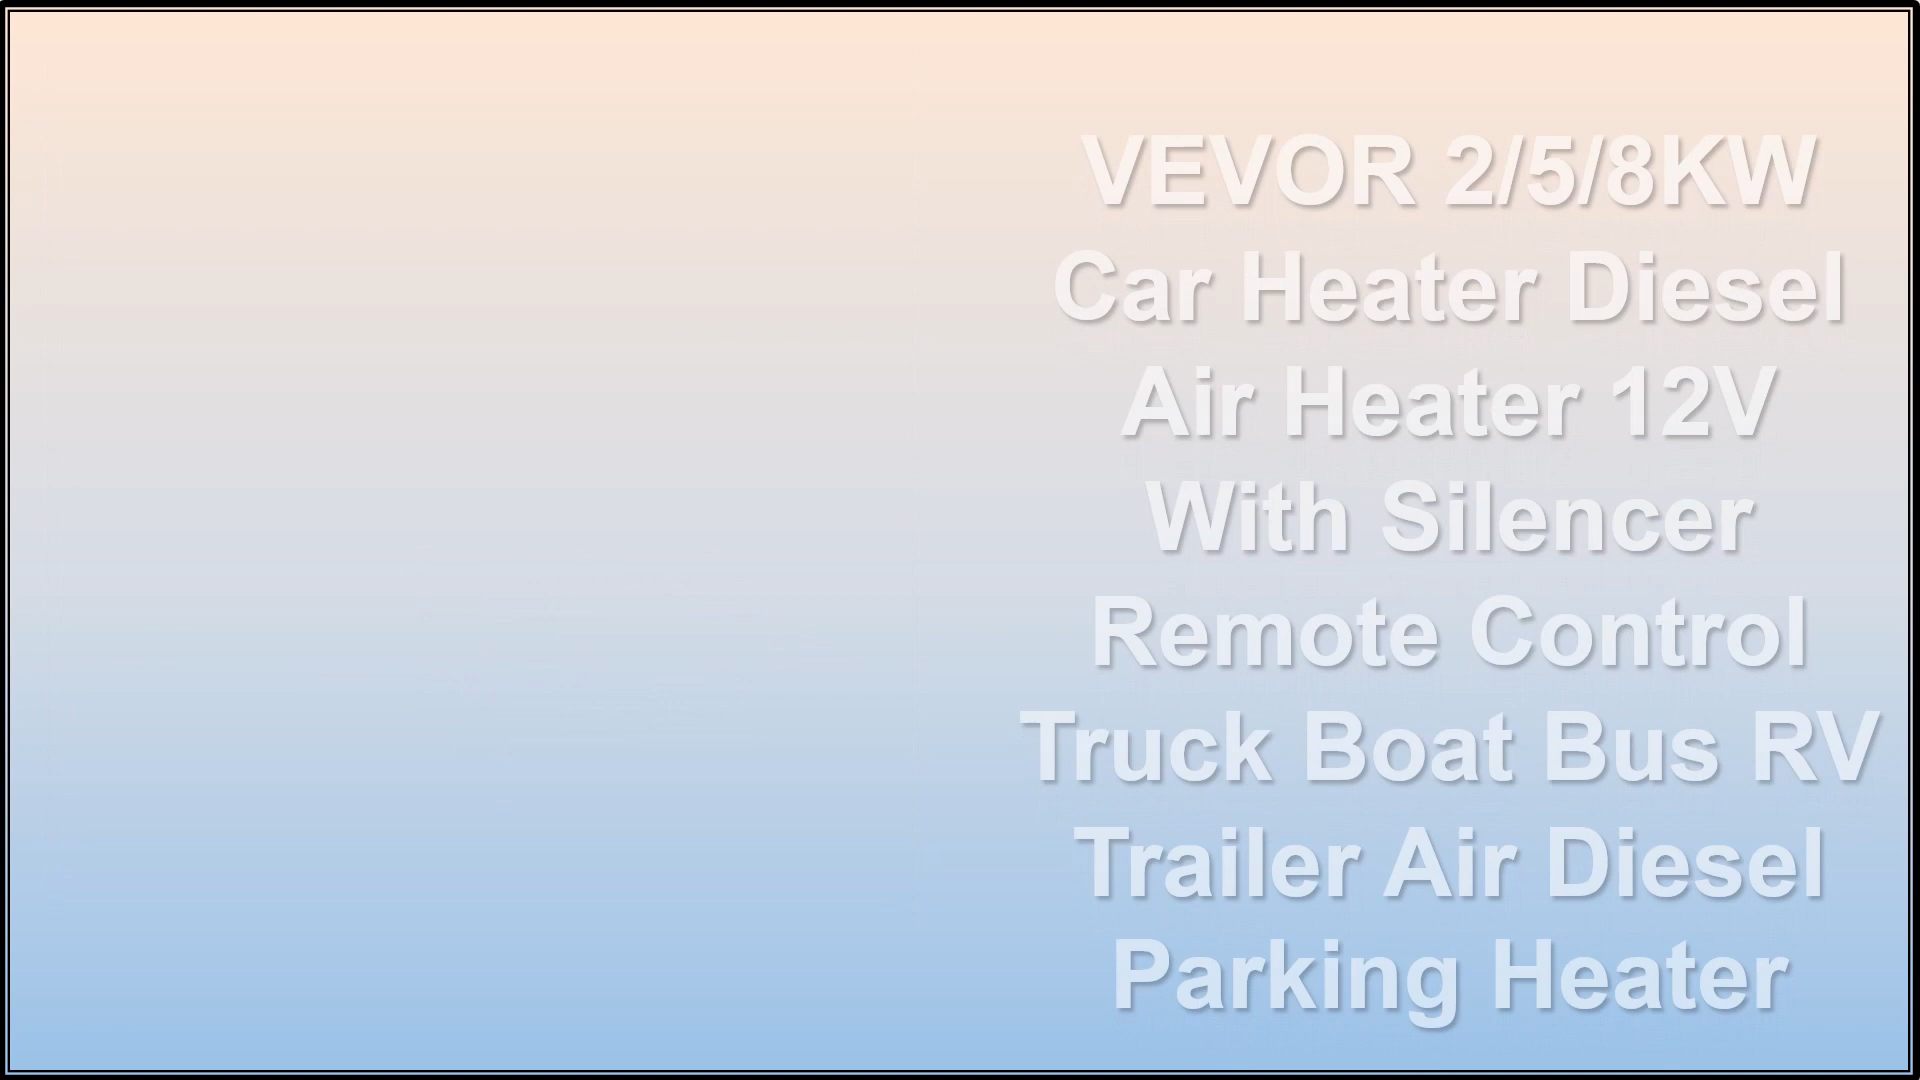 VEVOR 2/5/8KW
Car Heater Diesel
Air Heater 12V
With Silencer
Remote Control
Truck Boat Bus RV
Trailer Air Diesel
Parking Heater